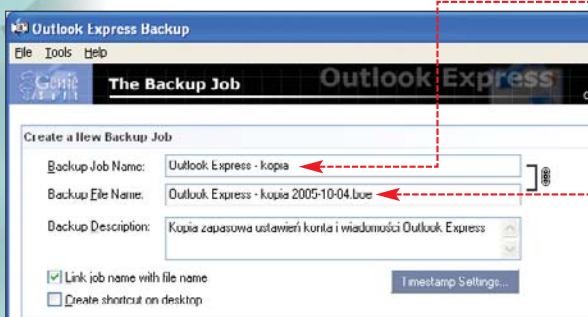 Outlook Express Backup
File Tools Help
Genie
The Backup Job
Outlook Express
Create a New Backup Job
Backup Job Name: Outlook Express - kopia
Backup File Name: Outlook Express - kopia 2005-10-04.boe
Backup Description: Kopia zapasowa ustawień konta i wiadomości Outlook Express
Link job name with file name
Timestamp Settings...
Create shortcut on desktop